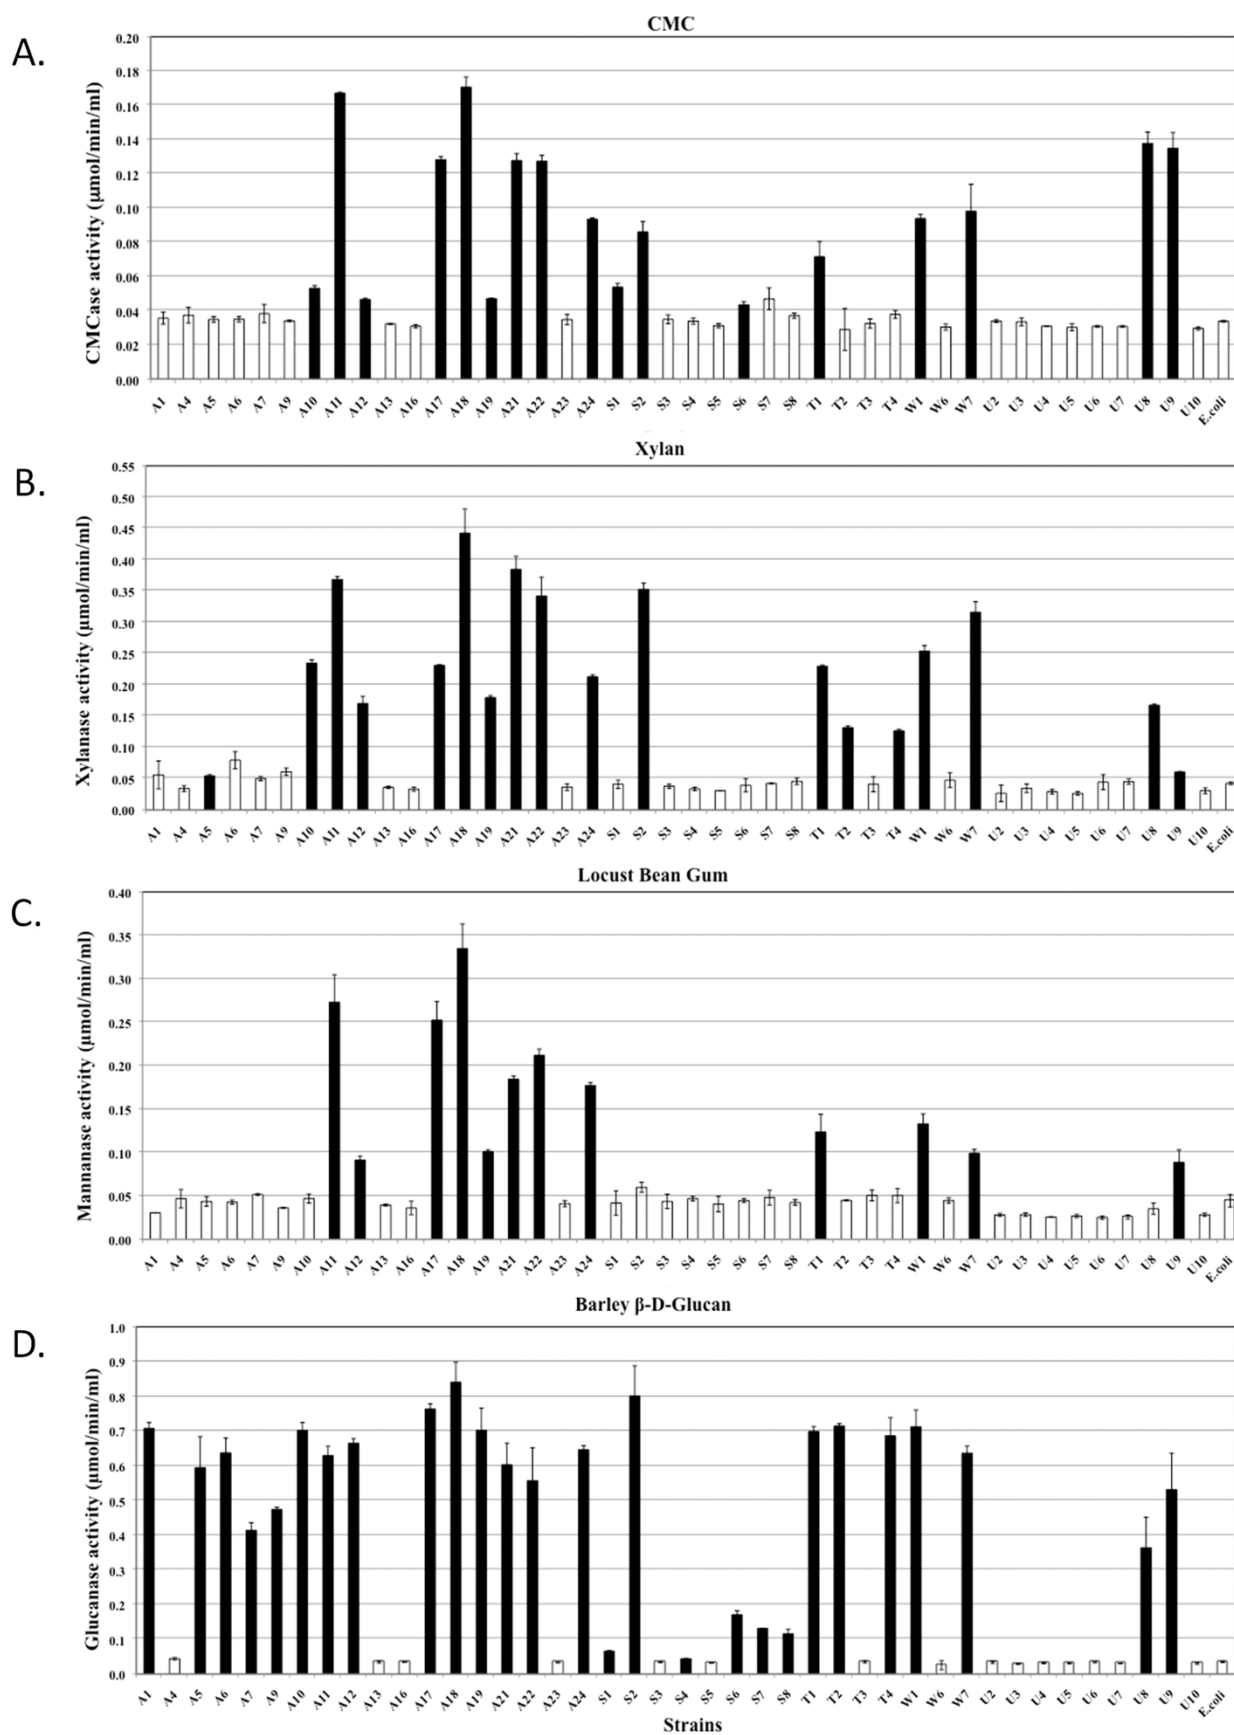 CMC
A.
CMCase activity (μmol/min/ml)
0.20
0.18
0.16
0.14
0.12
0.10
0.08
0.06
0.04
0.02
0.00
A1 A4 A5 A6 A7 A9 A10 A11 A12 A13 A16 A17 A18 A19 A21 A22 A23 A24 S1 S2 S3 S4 S5 S6 S7 S8 T1 T2 T3 T4 W1 W6 W7 U2 U3 U4 U5 U6 U7 U8 U9 U10 E.coli
Xylan
B.
Xylanase activity (μmol/min/ml)
0.55
0.50
0.45
0.40
0.35
0.30
0.25
0.20
0.15
0.10
0.05
0.00
A1 A4 A5 A6 A7 A9 A10 A11 A12 A13 A16 A17 A18 A19 A21 A22 A23 A24 S1 S2 S3 S4 S5 S6 S7 S8 T1 T2 T3 T4 W1 W6 W7 U2 U3 U4 U5 U6 U7 U8 U9 U10 E.coli
Locust Bean Gum
C.
Mannanase activity (μmol/min/ml)
0.40
0.35
0.30
0.25
0.20
0.15
0.10
0.05
0.00
A1 A4 A5 A6 A7 A9 A10 A11 A12 A13 A16 A17 A18 A19 A21 A22 A23 A24 S1 S2 S3 S4 S5 S6 S7 S8 T1 T2 T3 T4 W1 W6 W7 U2 U3 U4 U5 U6 U7 U8 U9 U10 E.coli
Barley β-D-Glucan
D.
Glucanase activity (μmol/min/ml)
1.0
0.9
0.8
0.7
0.6
0.5
0.4
0.3
0.2
0.1
0.0
A1 A4 A5 A6 A7 A9 A10 A11 A12 A13 A16 A17 A18 A19 A21 A22 A23 A24 S1 S2 S3 S4 S5 S6 S7 S8 T1 T2 T3 T4 W1 W6 W7 U2 U3 U4 U5 U6 U7 U8 U9 U10 E.coli
Strains